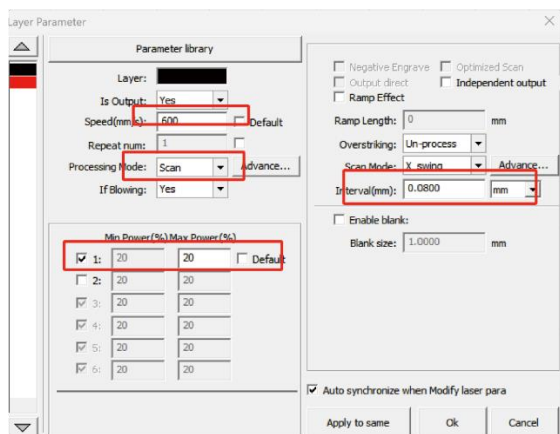 Layer Parameter
Parameter library
Layer:
Is Output: Yes
Speed(mm/s): 600 Default
Repeat num: 1
Processing Mode: Scan Advance...
If Blowing: Yes
Min Power(%) Max Power(%)
1: 20 20 Default
2: 20 20
3: 20 20
4: 20 20
5: 20 20
6: 20 20
Negative Engrave Optimized Scan
Output direct Independent output
Ramp Effect
Ramp Length: 0 mm
Overstriking: Un-process
Scan Mode: X_swing Advance...
Interval(mm): 0.0800 mm
Enable blank:
Blank size: 1.0000 mm
Auto synchronize when Modify laser para
Apply to same Ok Cancel